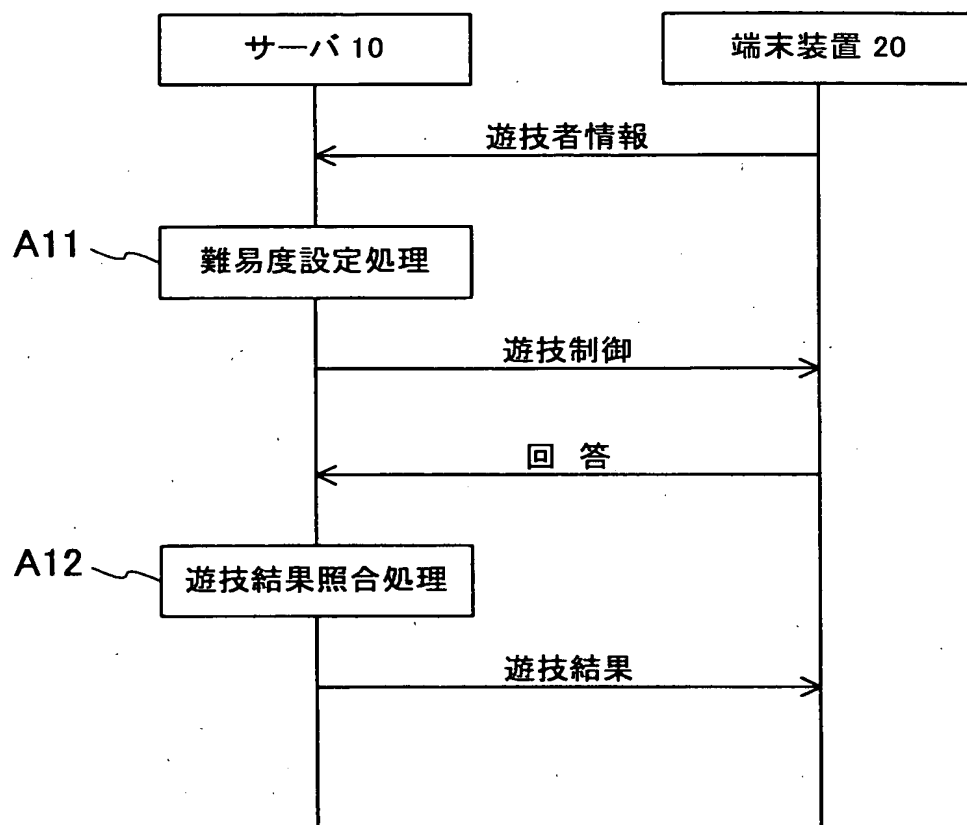 サーバ 10
端末装置 20
遊技者情報
A11
難易度設定処理
遊技制御
回 答
A12
遊技結果照合処理
遊技結果